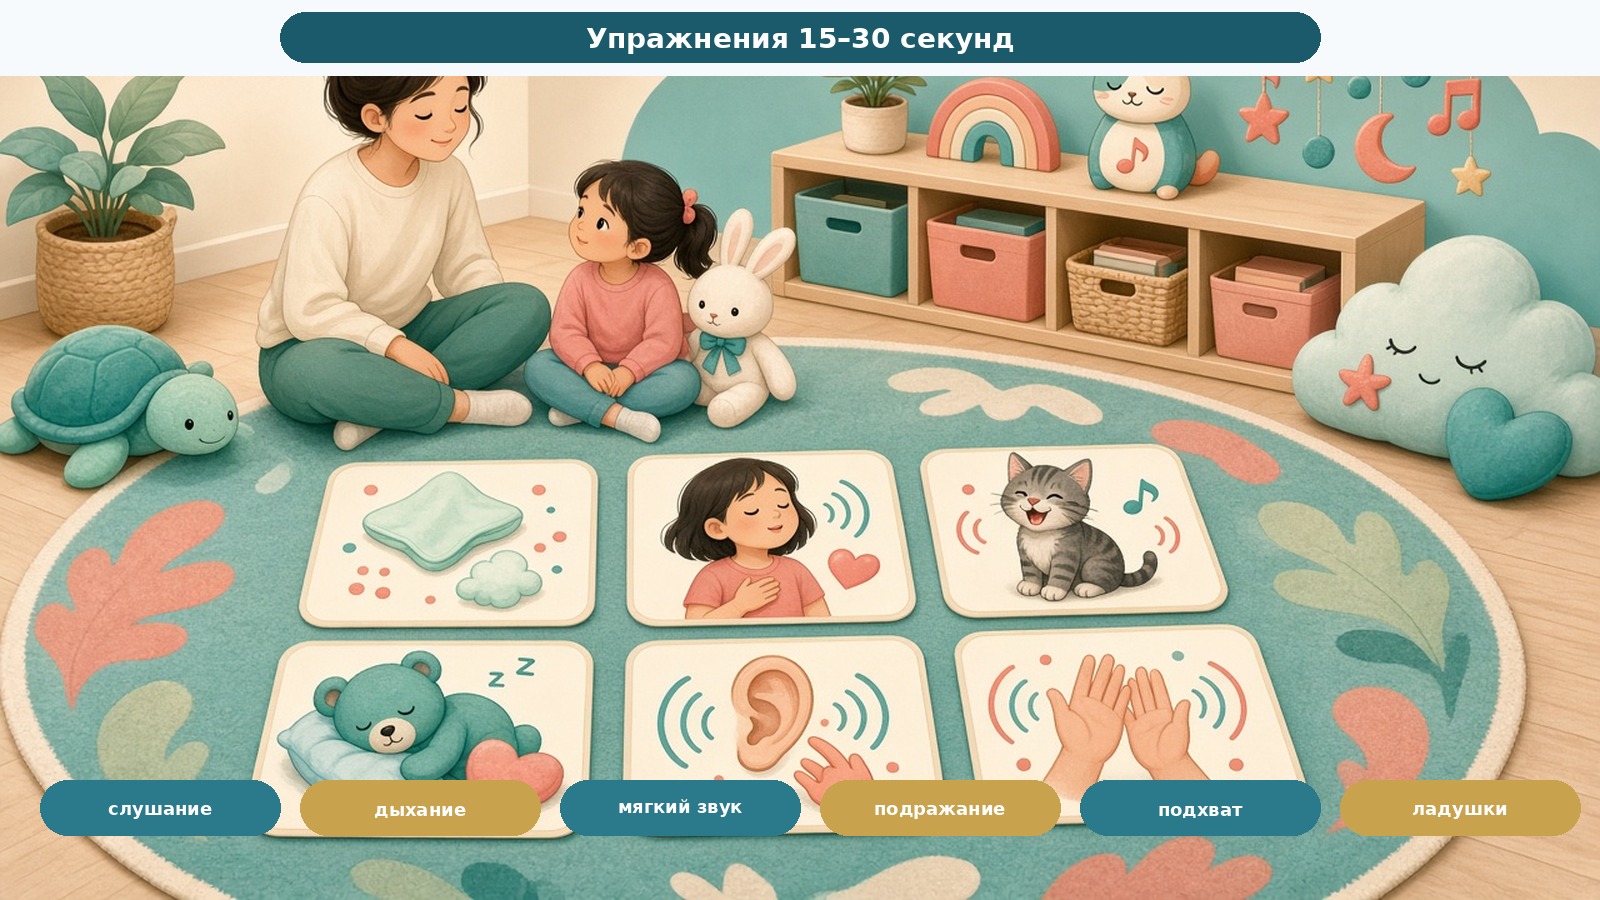 Упражнения 15–30 секунд
z z
слушание
дыхание
мягкий звук
подражание
подхват
ладушки